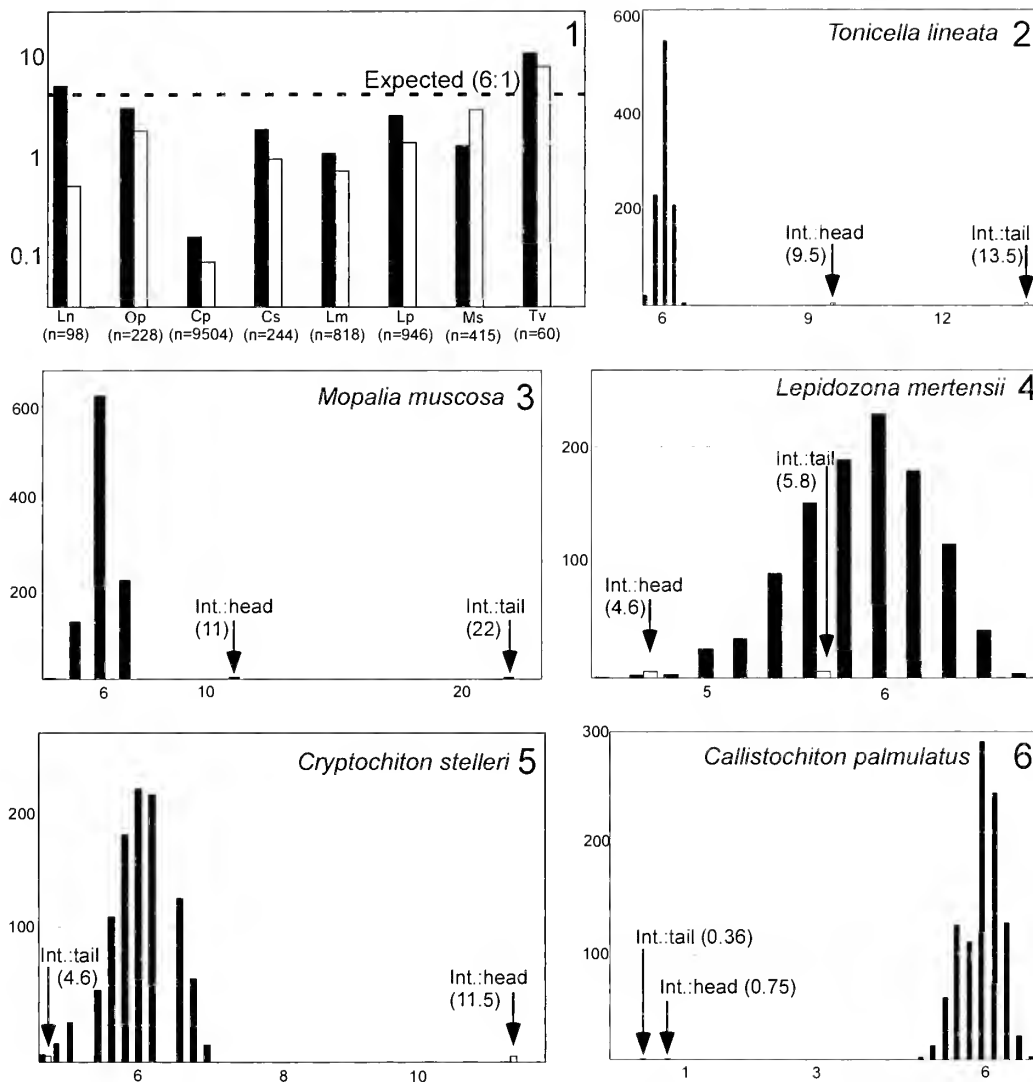 1
10
1
0.1
Expected (6:1)
Ln Op Cp Cs Lm Lp Ms Tv
(n=98) (n=228) (n=9504) (n=244) (n=818) (n=946) (n=415) (n=60)
Tonicella lineata 2
600
400
200
Int.:head
(9.5)
Int.:tail
(13.5)
6 9 12
Mopalia muscosa 3
600
400
200
Int.:head
(11)
Int.:tail
(22)
6 10 20
Lepidozona mertensii 4
200
100
Int.:tail
(5.8)
Int.:head
(4.6)
5 6
Cryptochiton stelleri 5
200
100
Int.:tail
(4.6)
Int.:head
(11.5)
6 8 10
Callistochiton palmulatus 6
300
200
100
Int.:tail (0.36)
Int.:head (0.75)
1 3 6